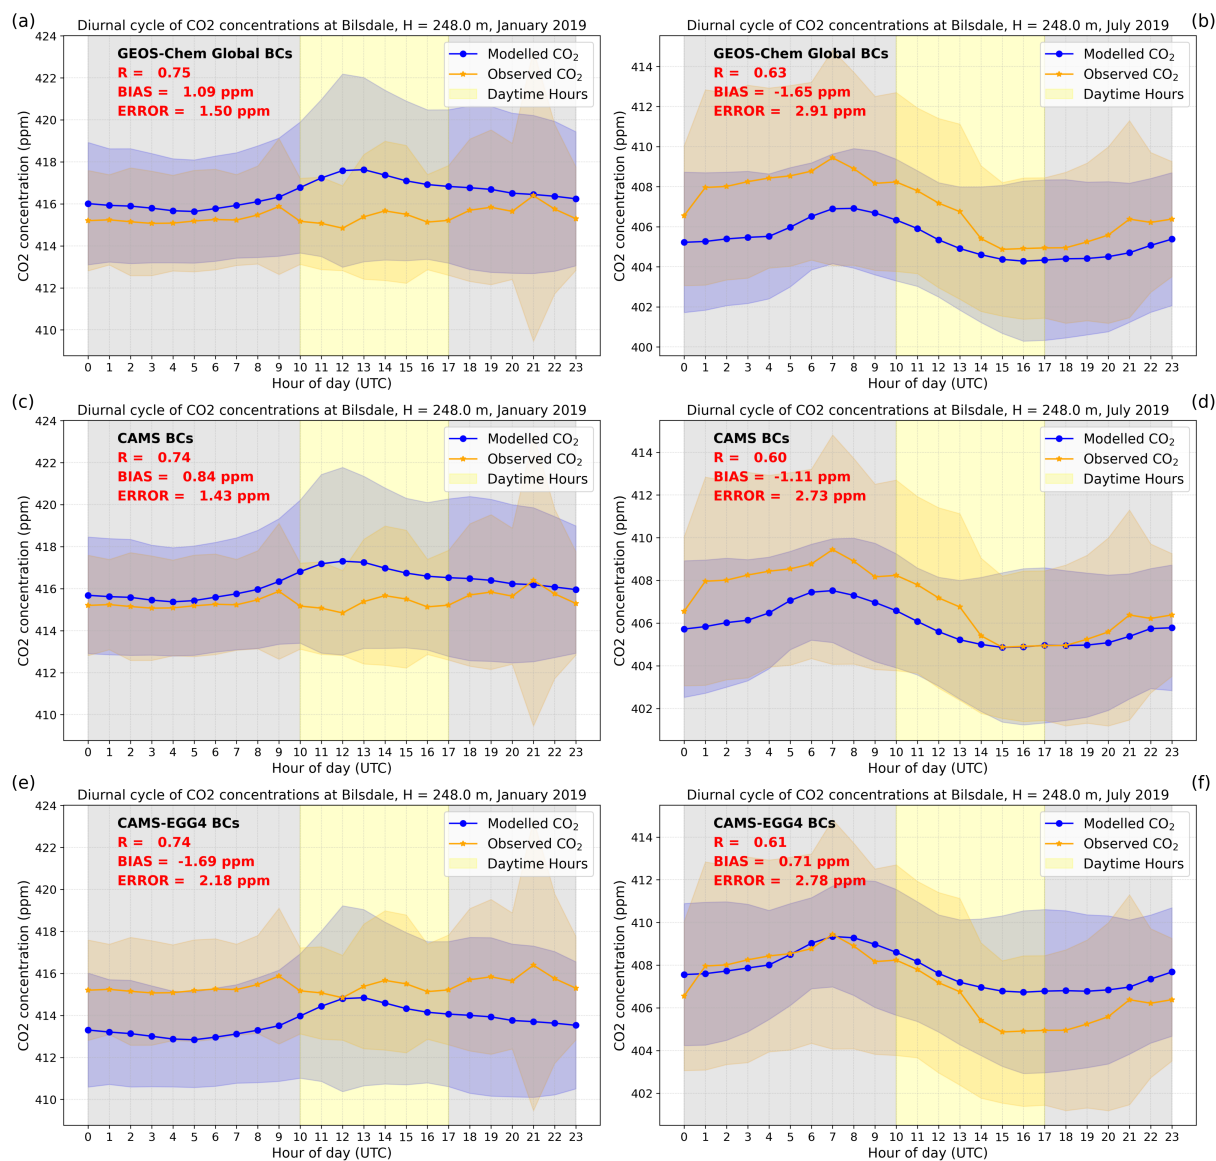 (a)
Diurnal cycle of CO2 concentrations at Bilsdale, H = 248.0 m, January 2019
GEOS-Chem Global BCs
R = 0.75
BIAS = 1.09 ppm
ERROR = 1.50 ppm
Modelled CO₂
Observed CO₂
Daytime Hours
CO2 concentration (ppm)
424
422
420
418
416
414
412
410
0 1 2 3 4 5 6 7 8 9 10 11 12 13 14 15 16 17 18 19 20 21 22 23
Hour of day (UTC)
(b)
Diurnal cycle of CO2 concentrations at Bilsdale, H = 248.0 m, July 2019
GEOS-Chem Global BCs
R = 0.63
BIAS = -1.65 ppm
ERROR = 2.91 ppm
Modelled CO₂
Observed CO₂
Daytime Hours
CO2 concentration (ppm)
414
412
410
408
406
404
402
400
0 1 2 3 4 5 6 7 8 9 10 11 12 13 14 15 16 17 18 19 20 21 22 23
Hour of day (UTC)
(c)
Diurnal cycle of CO2 concentrations at Bilsdale, H = 248.0 m, January 2019
CAMS BCs
R = 0.74
BIAS = 0.84 ppm
ERROR = 1.43 ppm
Modelled CO₂
Observed CO₂
Daytime Hours
CO2 concentration (ppm)
424
422
420
418
416
414
412
410
0 1 2 3 4 5 6 7 8 9 10 11 12 13 14 15 16 17 18 19 20 21 22 23
Hour of day (UTC)
(d)
Diurnal cycle of CO2 concentrations at Bilsdale, H = 248.0 m, July 2019
CAMS BCs
R = 0.60
BIAS = -1.11 ppm
ERROR = 2.73 ppm
Modelled CO₂
Observed CO₂
Daytime Hours
CO2 concentration (ppm)
414
412
410
408
406
404
402
0 1 2 3 4 5 6 7 8 9 10 11 12 13 14 15 16 17 18 19 20 21 22 23
Hour of day (UTC)
(e)
Diurnal cycle of CO2 concentrations at Bilsdale, H = 248.0 m, January 2019
CAMS-EGG4 BCs
R = 0.74
BIAS = -1.69 ppm
ERROR = 2.18 ppm
Modelled CO₂
Observed CO₂
Daytime Hours
CO2 concentration (ppm)
424
422
420
418
416
414
412
410
0 1 2 3 4 5 6 7 8 9 10 11 12 13 14 15 16 17 18 19 20 21 22 23
Hour of day (UTC)
(f)
Diurnal cycle of CO2 concentrations at Bilsdale, H = 248.0 m, July 2019
CAMS-EGG4 BCs
R = 0.61
BIAS = 0.71 ppm
ERROR = 2.78 ppm
Modelled CO₂
Observed CO₂
Daytime Hours
CO2 concentration (ppm)
414
412
410
408
406
404
402
0 1 2 3 4 5 6 7 8 9 10 11 12 13 14 15 16 17 18 19 20 21 22 23
Hour of day (UTC)